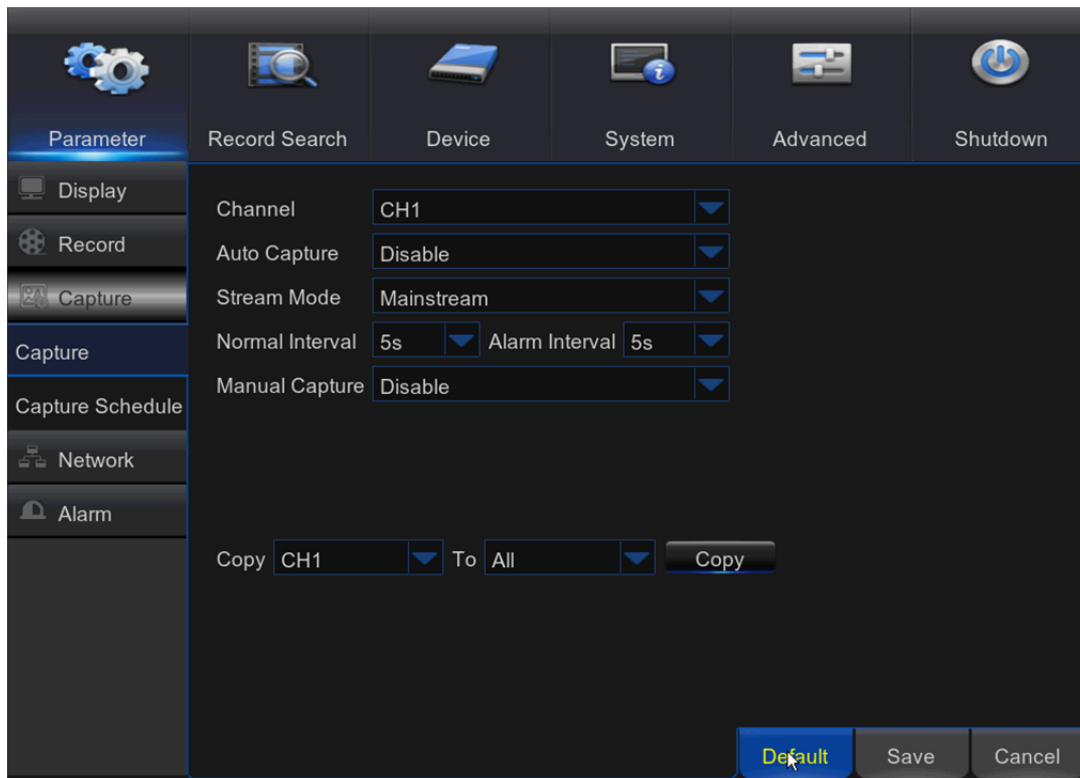 Parameter Record Search Device System Advanced Shutdown
Display
Record
Capture
Capture
Capture Schedule
Network
Alarm
Channel CH1
Auto Capture Disable
Stream Mode Mainstream
Normal Interval 5s Alarm Interval 5s
Manual Capture Disable
Copy CH1 To All Copy
Default Save Cancel